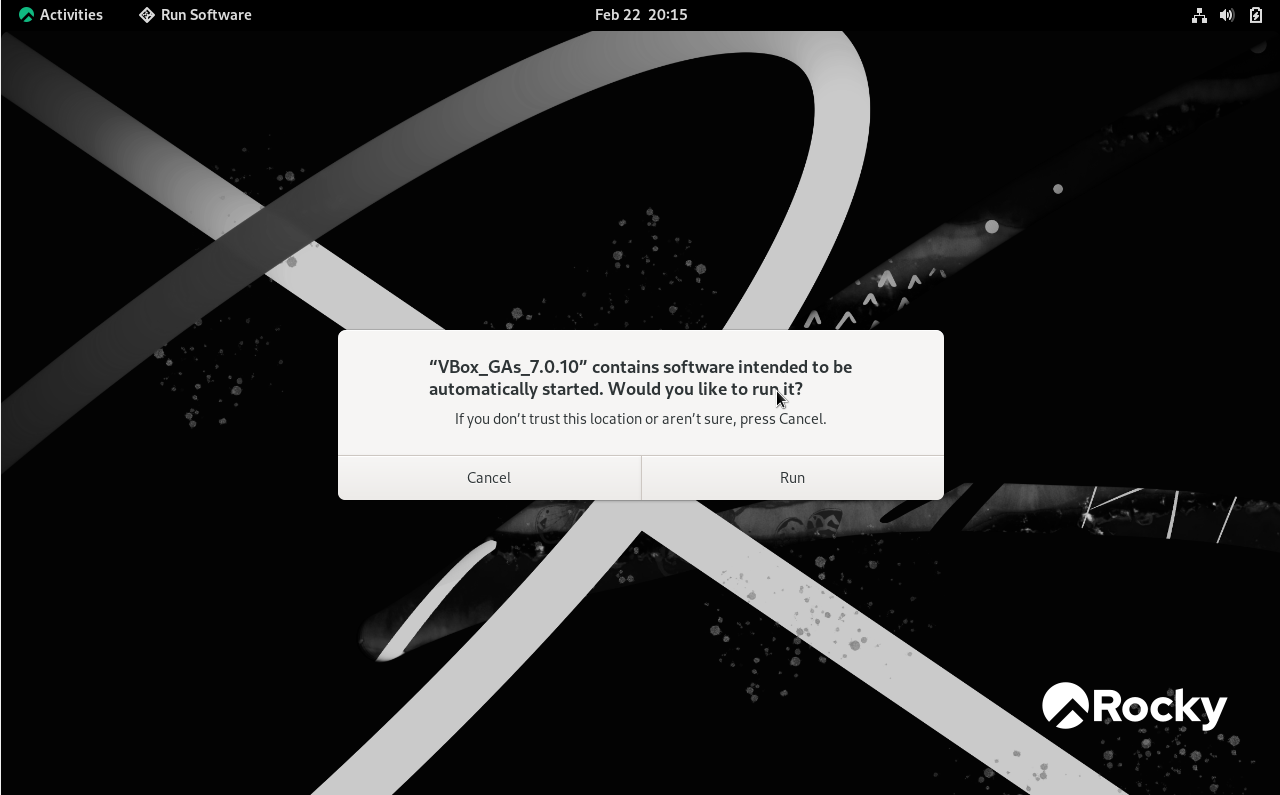 Activities Run Software Feb 22 20:15
“VBox_GAs_7.0.10” contains software intended to be
automatically started. Would you like to run it?
If you don’t trust this location or aren’t sure, press Cancel.
Cancel Run
Rocky